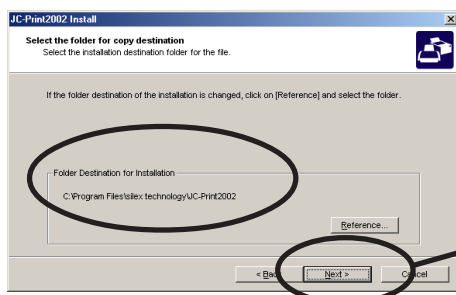 JC-Print2002 Install
Select the folder for copy destination
Select the installation destination folder for the file.
If the folder destination of the installation is changed, click on [Reference] and select the folder.
Folder Destination for Installation
C:\Program Files\silex technology\JC-Print2002
Reference...
< Back Next > Cancel